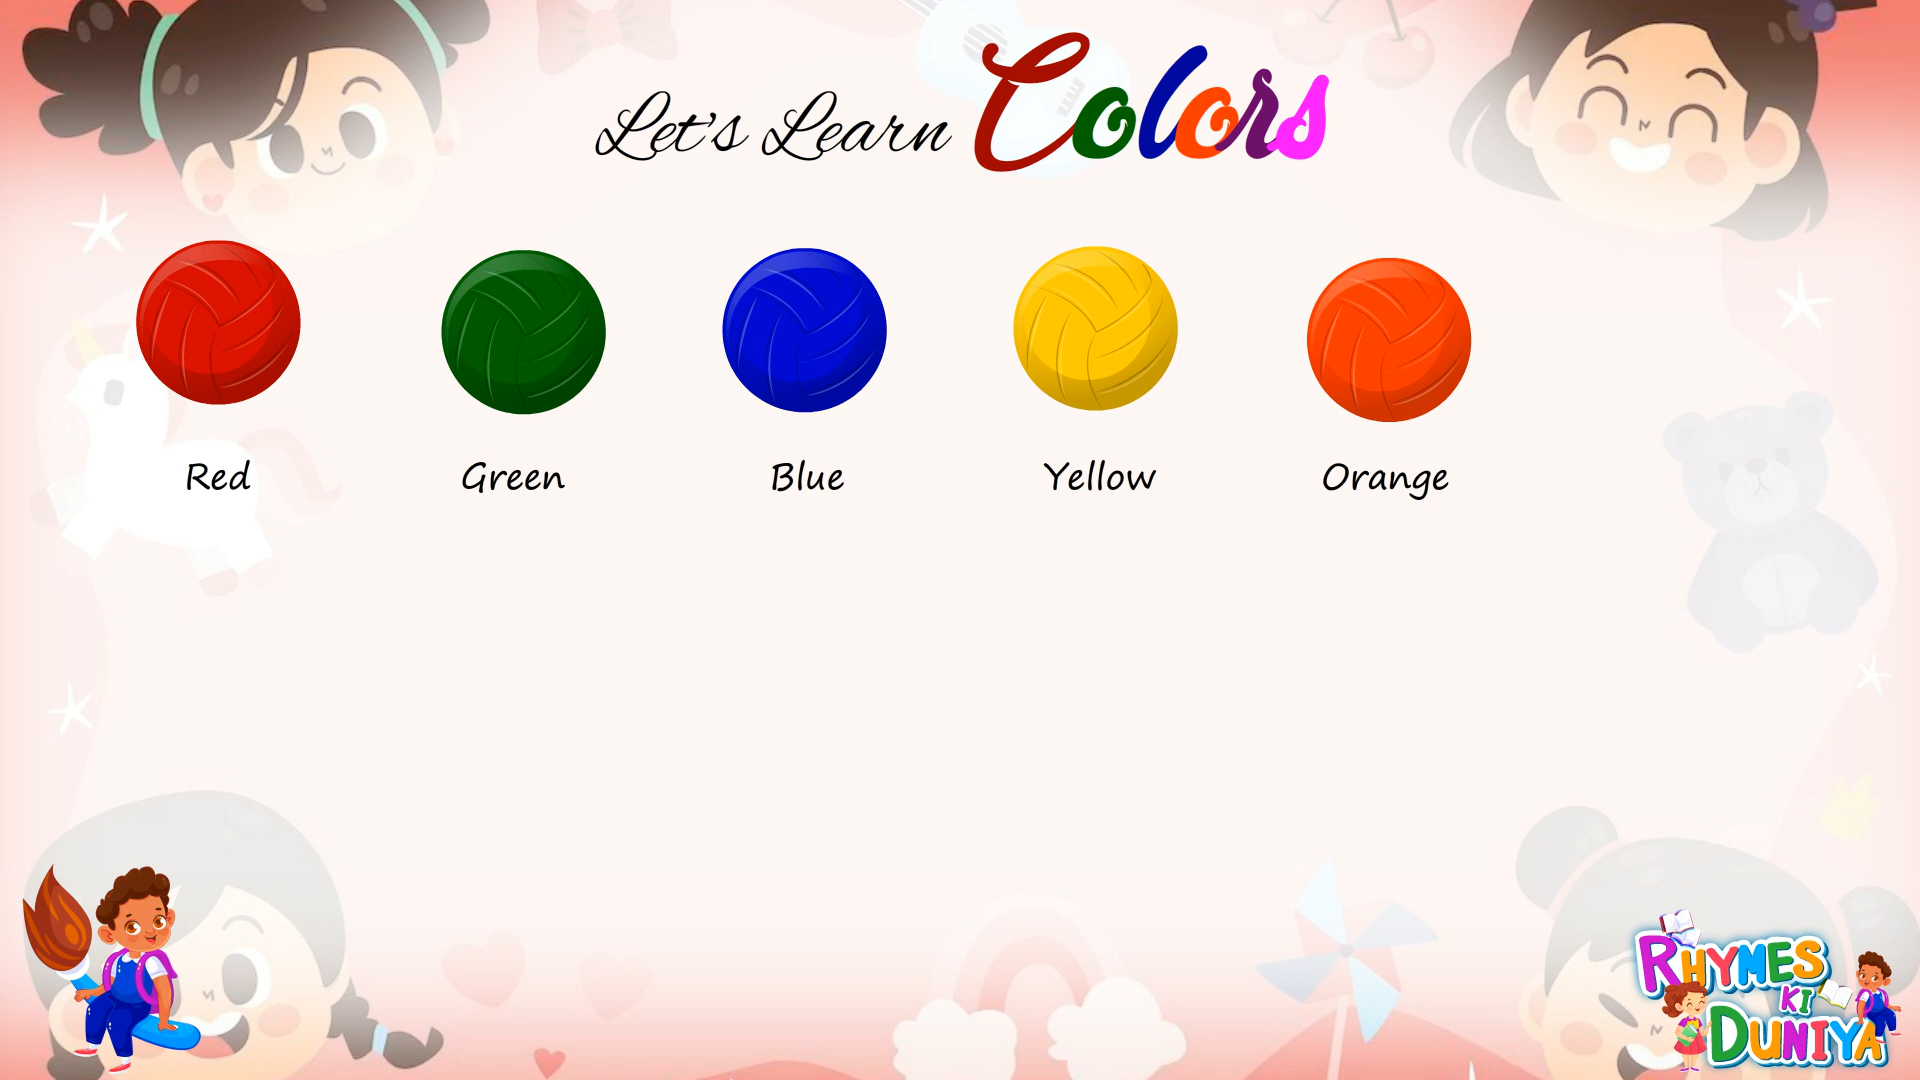 Let's Learn Colors
Red Green Blue Yellow Orange
RHYMES
KI
DUNIYA